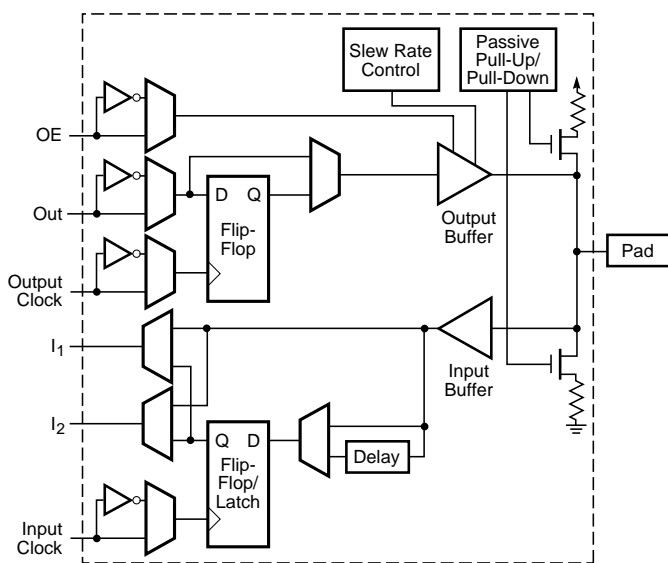 Slew Rate
Control
Passive
Pull-Up/
Pull-Down
OE
Out
D Q
Flip-
Flop
Output
Buffer
Pad
Output
Clock
I1
Input
Buffer
I2
Q D
Flip-
Flop/
Latch
Delay
Input
Clock